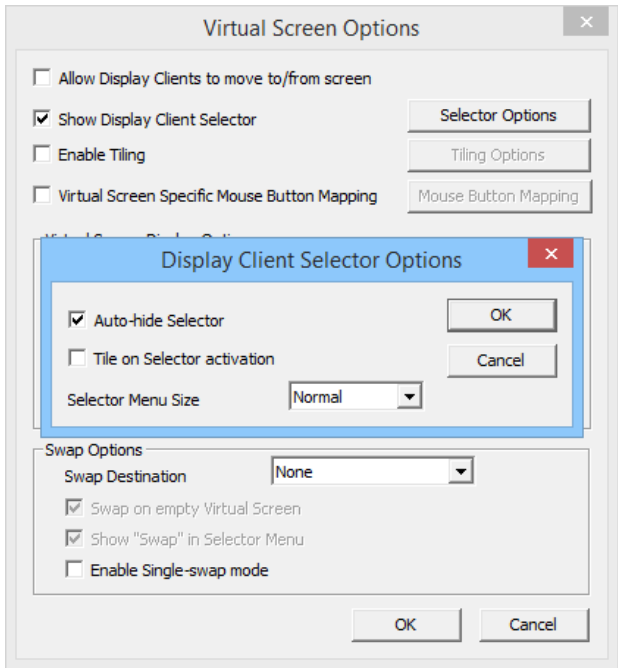 Virtual Screen Options
Allow Display Clients to move to/from screen
Show Display Client Selector
Selector Options
Enable Tiling
Tiling Options
Virtual Screen Specific Mouse Button Mapping
Mouse Button Mapping
Display Client Selector Options
Auto-hide Selector
OK
Tile on Selector activation
Cancel
Selector Menu Size
Normal
Swap Options
Swap Destination
None
Swap on empty Virtual Screen
Show "Swap" in Selector Menu
Enable Single-swap mode
OK
Cancel